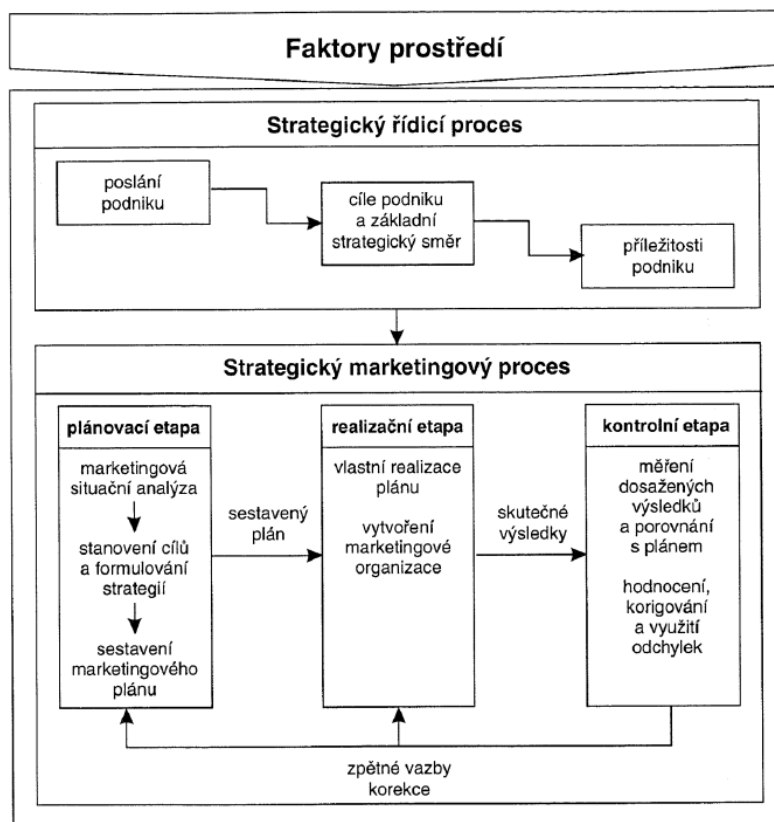 Faktory prostředí
Strategický řídicí proces
poslání
podniku
cíle podniku
a základní
strategický směr
příležitosti
podniku
Strategický marketingový proces
plánovací etapa
marketingová
situační analýza
stanovení cílů
a formulování
strategií
sestavení
marketingového
plánu
sestavený
plán
realizační etapa
vlastní realizace
plánu
vytvoření
marketingové
organizace
skutečné
výsledky
kontrolní etapa
měření
dosažených
výsledků
a porovnání
s plánem
hodnocení,
korigování
a využití
odchylek
zpětné vazby
korekce